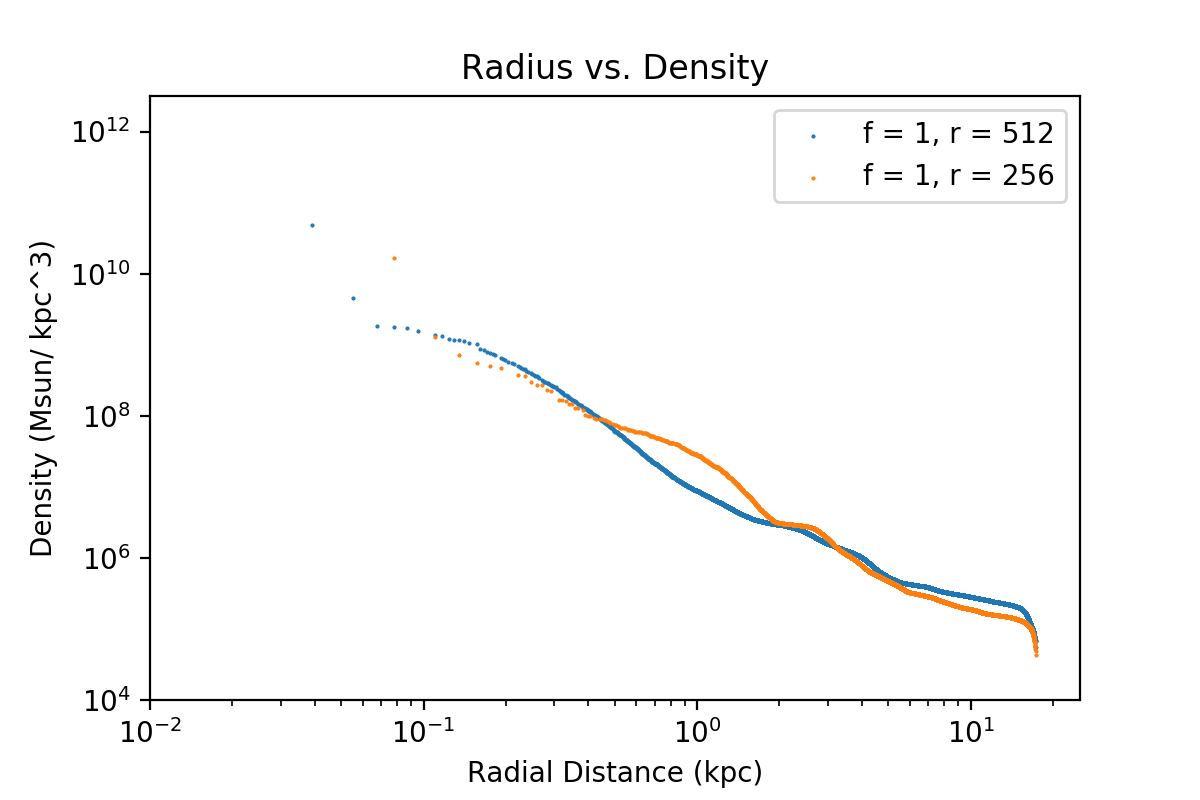 Radius vs. Density
f = 1, r = 512
f = 1, r = 256
Density (Msun/ kpc^3)
10^12
10^10
10^8
10^6
10^4
10^−2
10^−1
10^0
10^1
Radial Distance (kpc)